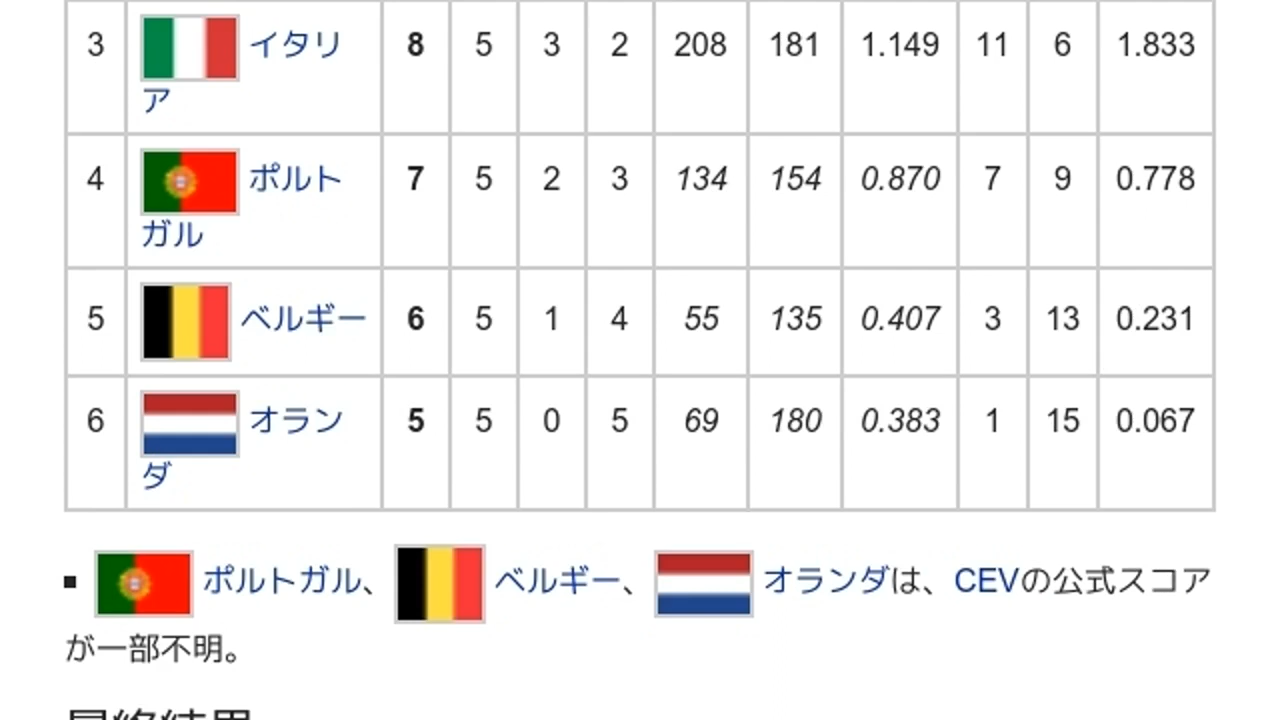 3 イタリ 8 5 3 2 208 181 1.149 11 6 1.833
ア
4 ポルト 7 5 2 3 134 154 0.870 7 9 0.778
ガル
5 ベルギー 6 5 1 4 55 135 0.407 3 13 0.231
6 オラン 5 5 0 5 69 180 0.383 1 15 0.067
ダ
▪ ポルトガル、 ベルギー、 オランダは、CEVの公式スコア
が一部不明。
最終結果